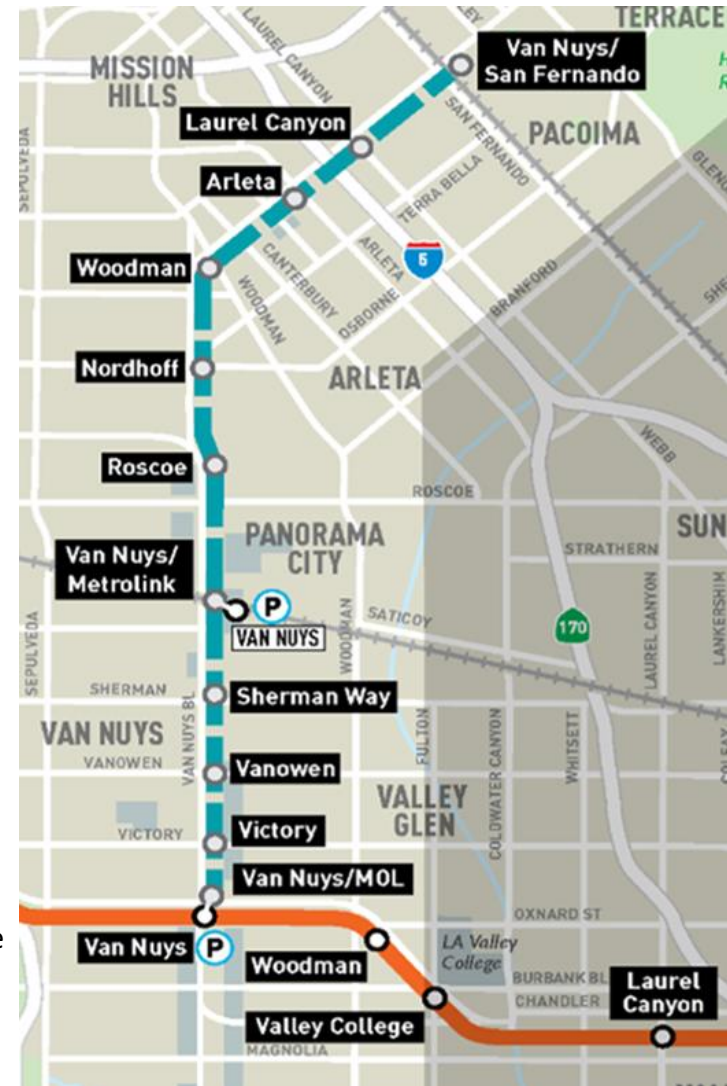 TERRACE
LEY
LAUREL CANYON
Van Nuys/
San Fernando
MISSION
HILLS
SAN FERNANDO
PACOIMA
Laurel Canyon
SEPULVEDA
Arleta
TERRA BELLA
GLEN
Woodman
CANTERBURY
ARLETA
5
BRANFORD
SHE
WOODMAN
OSBORNE
Nordhoff
ARLETA
Roscoe
WEBB
ROSCOE
PANORAMA
CITY
SUN
STRATHERN
Van Nuys/
Metrolink
P
VAN NUYS
SATICOY
WOODMAN
170
LAUREL CANYON
LANKERSHIM
SEPULVEDA
SHERMAN
Sherman Way
VAN NUYS BL
VAN NUYS
VANOWEN
Vanowen
FULTON
COLDWATER CANYON
WHITSETT
COLFAX
VALLEY
GLEN
VICTORY
Victory
Van Nuys/MOL
OXNARD ST
Van Nuys
P
e
Woodman
LA Valley
College
BURBANK BL
CHANDLER
Laurel
Canyon
Valley College
MAGNOLIA